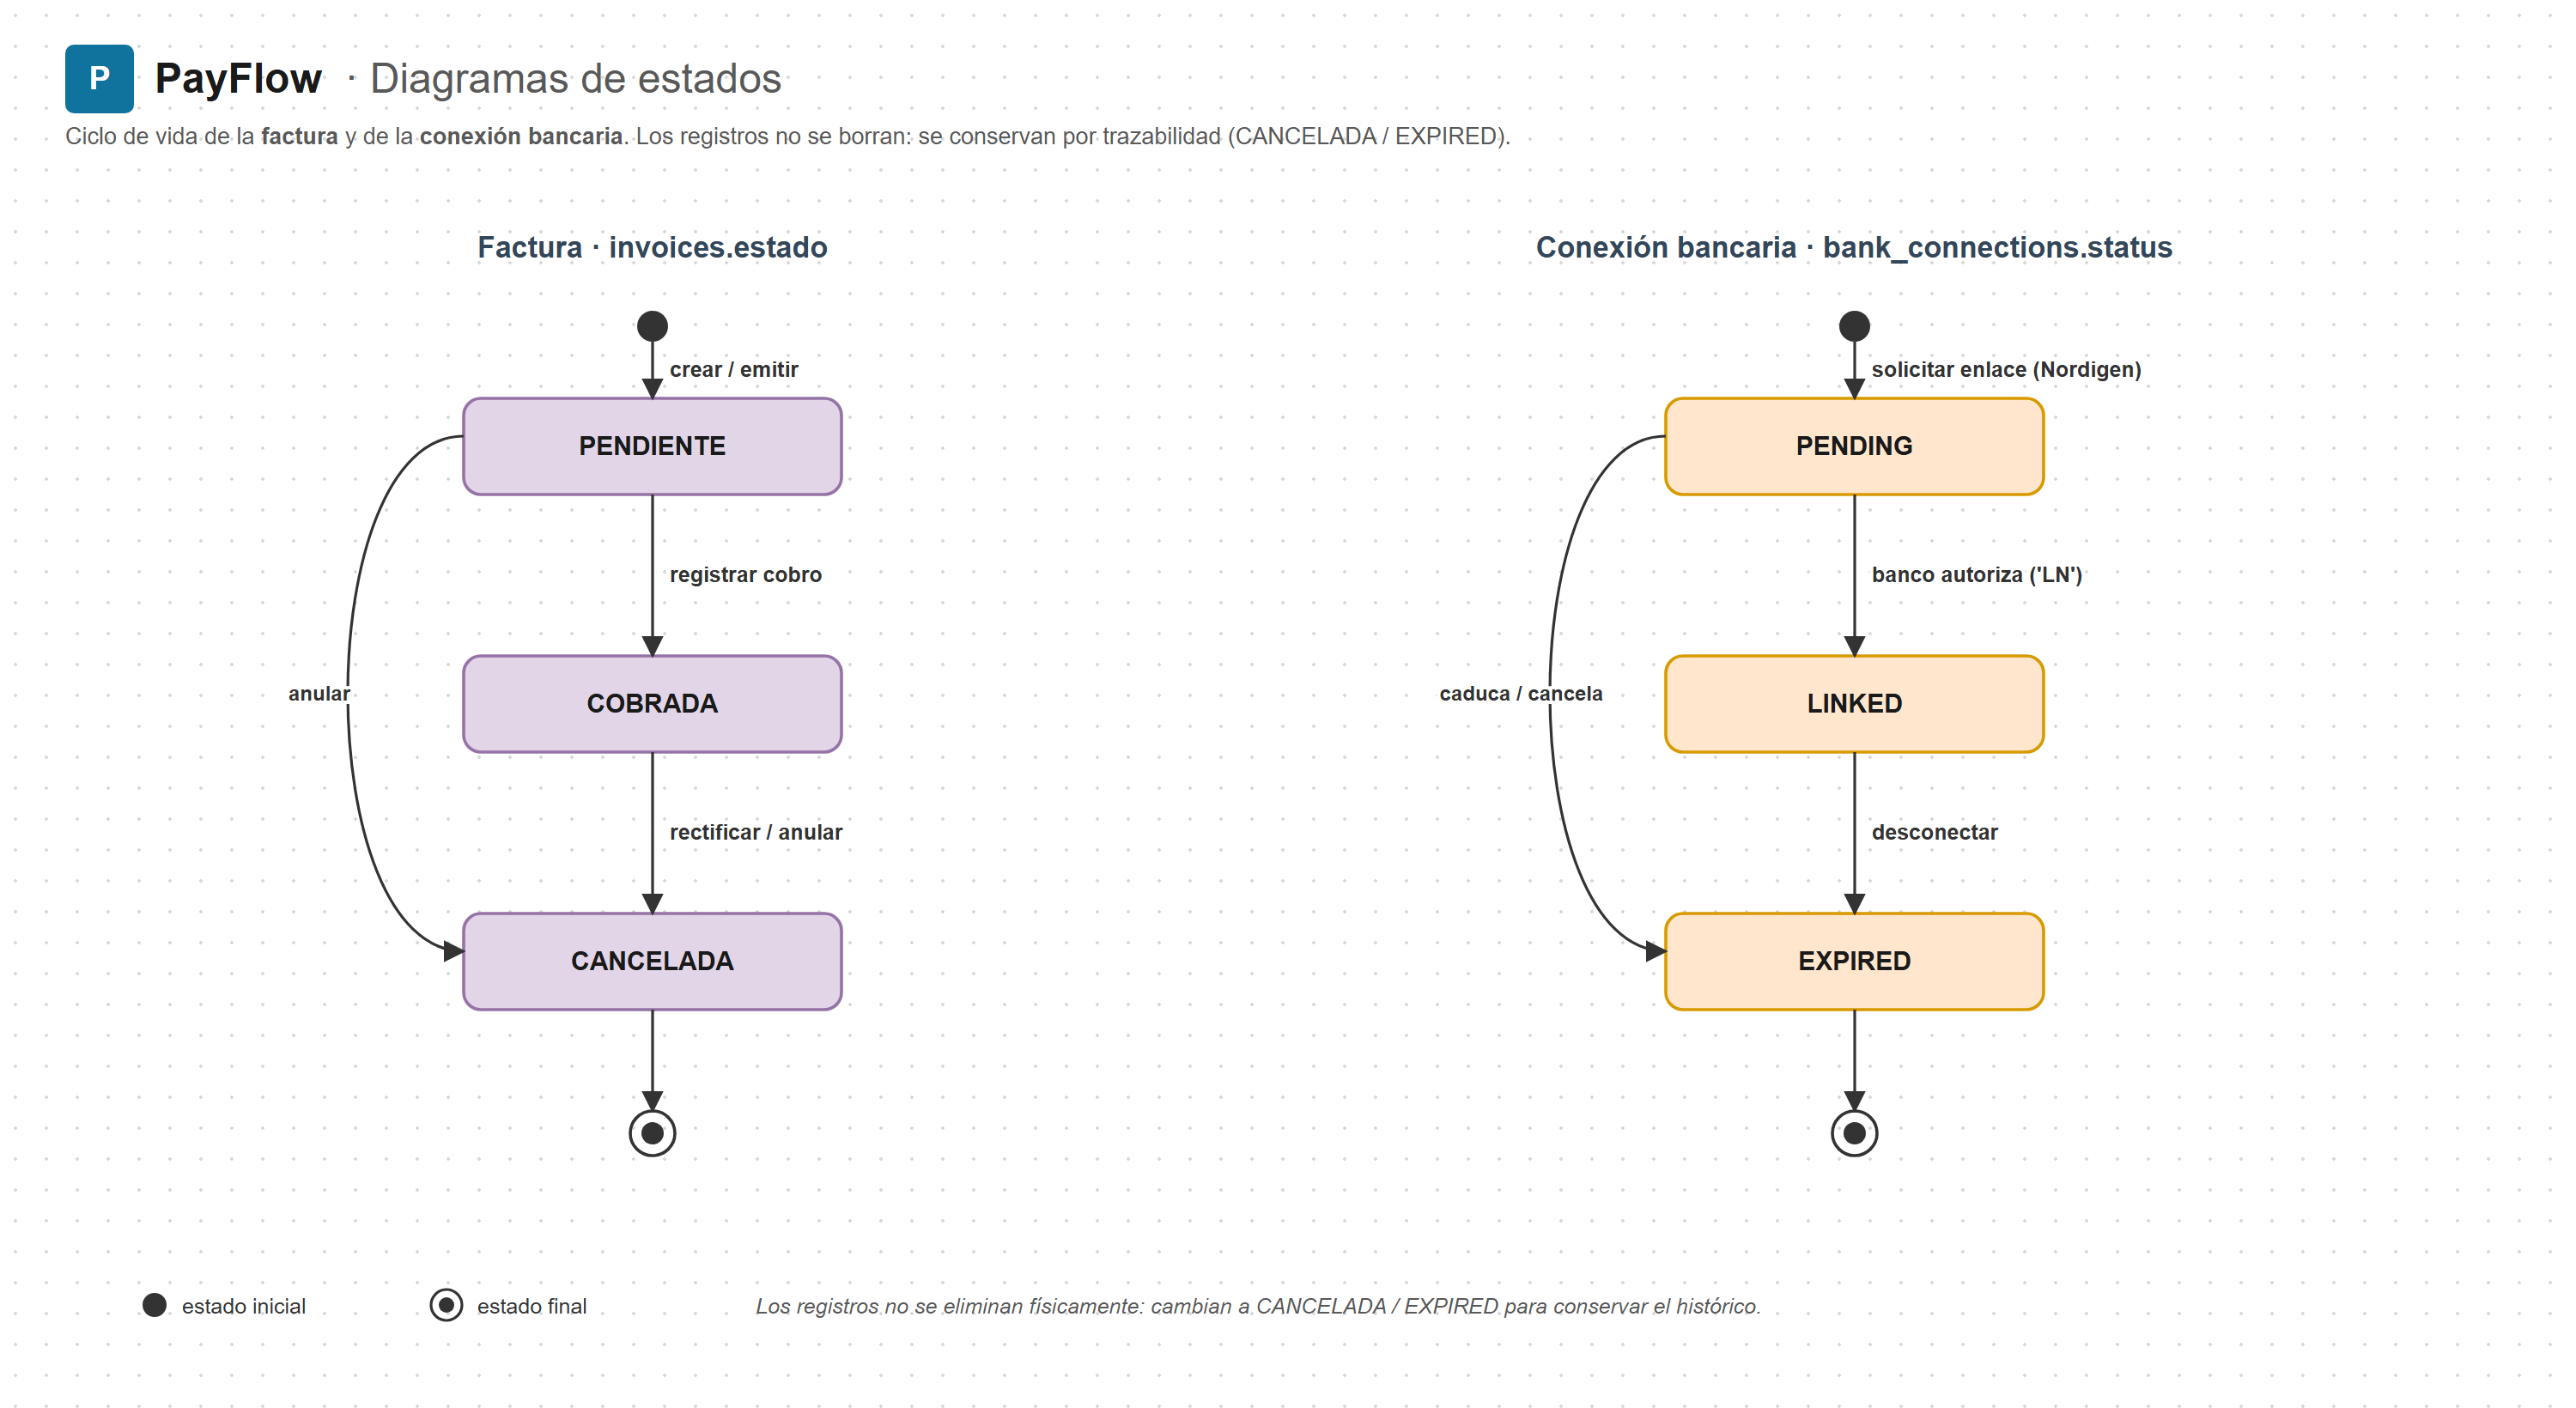 P PayFlow · Diagramas de estados
Ciclo de vida de la factura y de la conexión bancaria. Los registros no se borran: se conservan por trazabilidad (CANCELADA / EXPIRED).
Factura · invoices.estado
crear / emitir
PENDIENTE
registrar cobro
anular
COBRADA
rectificar / anular
CANCELADA
Conexión bancaria · bank_connections.status
solicitar enlace (Nordigen)
PENDING
banco autoriza ('LN')
caduca / cancela
LINKED
desconectar
EXPIRED
estado inicial
estado final
Los registros no se eliminan físicamente: cambian a CANCELADA / EXPIRED para conservar el histórico.